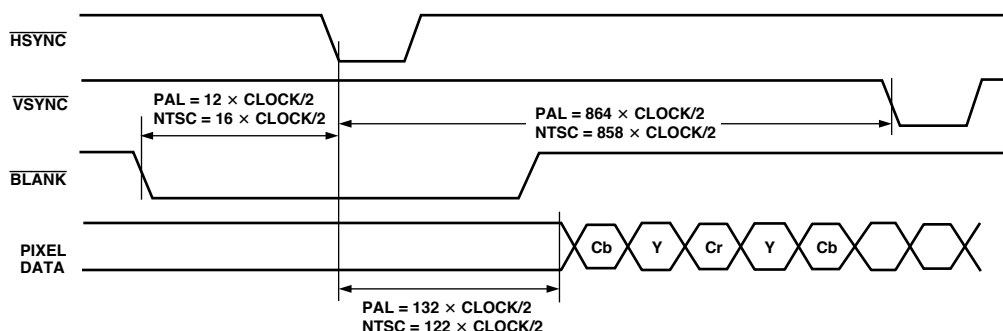 HSYNC
VSYNC
PAL = 12 × CLOCK/2
NTSC = 16 × CLOCK/2
PAL = 864 × CLOCK/2
NTSC = 858 × CLOCK/2
BLANK
PIXEL
DATA
Cb Y Cr Y Cb
PAL = 132 × CLOCK/2
NTSC = 122 × CLOCK/2